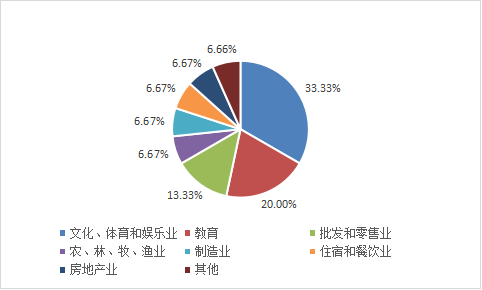 6.66%
6.67%
33.33%
6.67%
6.67%
6.67%
13.33%
20.00%
文化、体育和娱乐业 教育 批发和零售业
农、林、牧、渔业 制造业 住宿和餐饮业
房地产业 其他